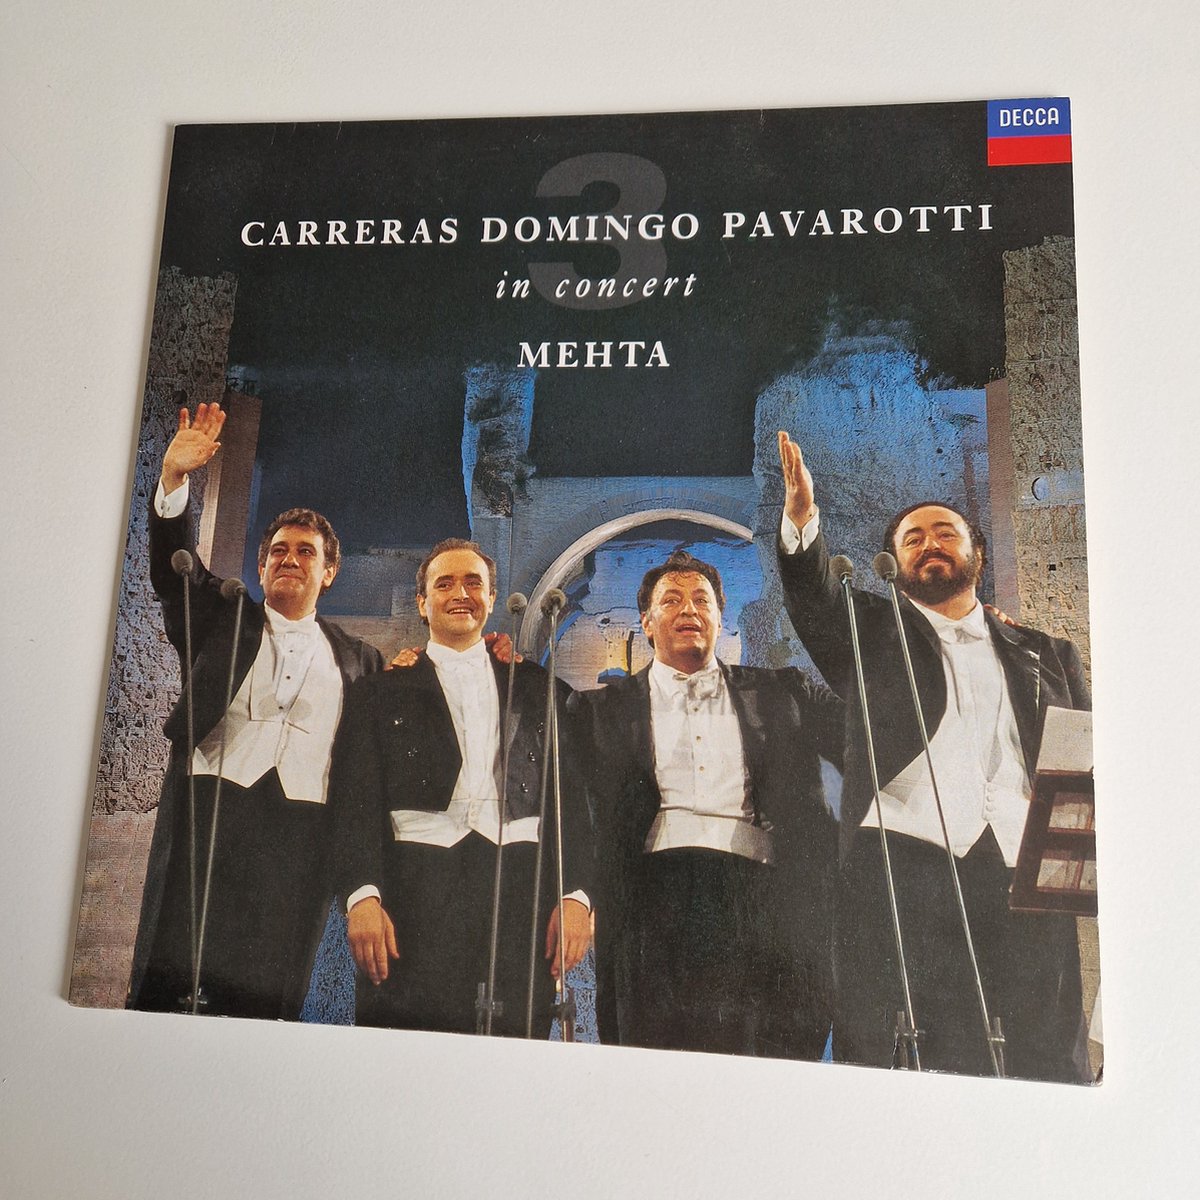 DECCA
3
CARRERAS DOMINGO PAVAROTTI
in concert
MEHTA